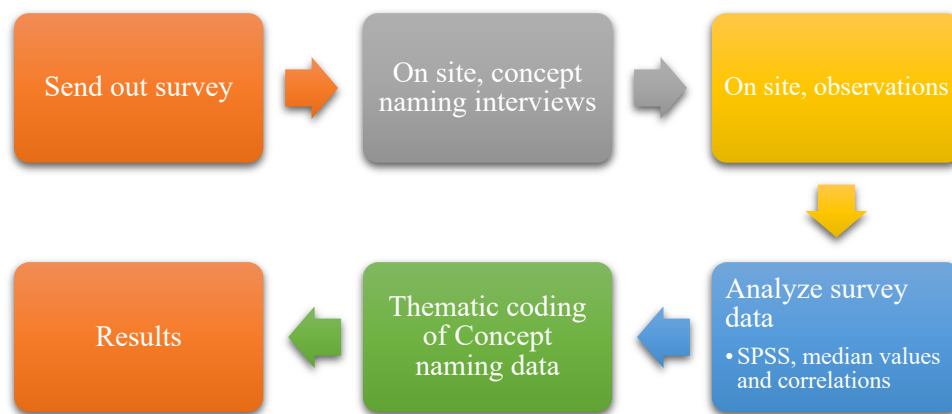 Send out survey
On site, concept
naming interviews
On site, observations
Analyze survey
data
• SPSS, median values
and correlations
Thematic coding
of Concept
naming data
Results